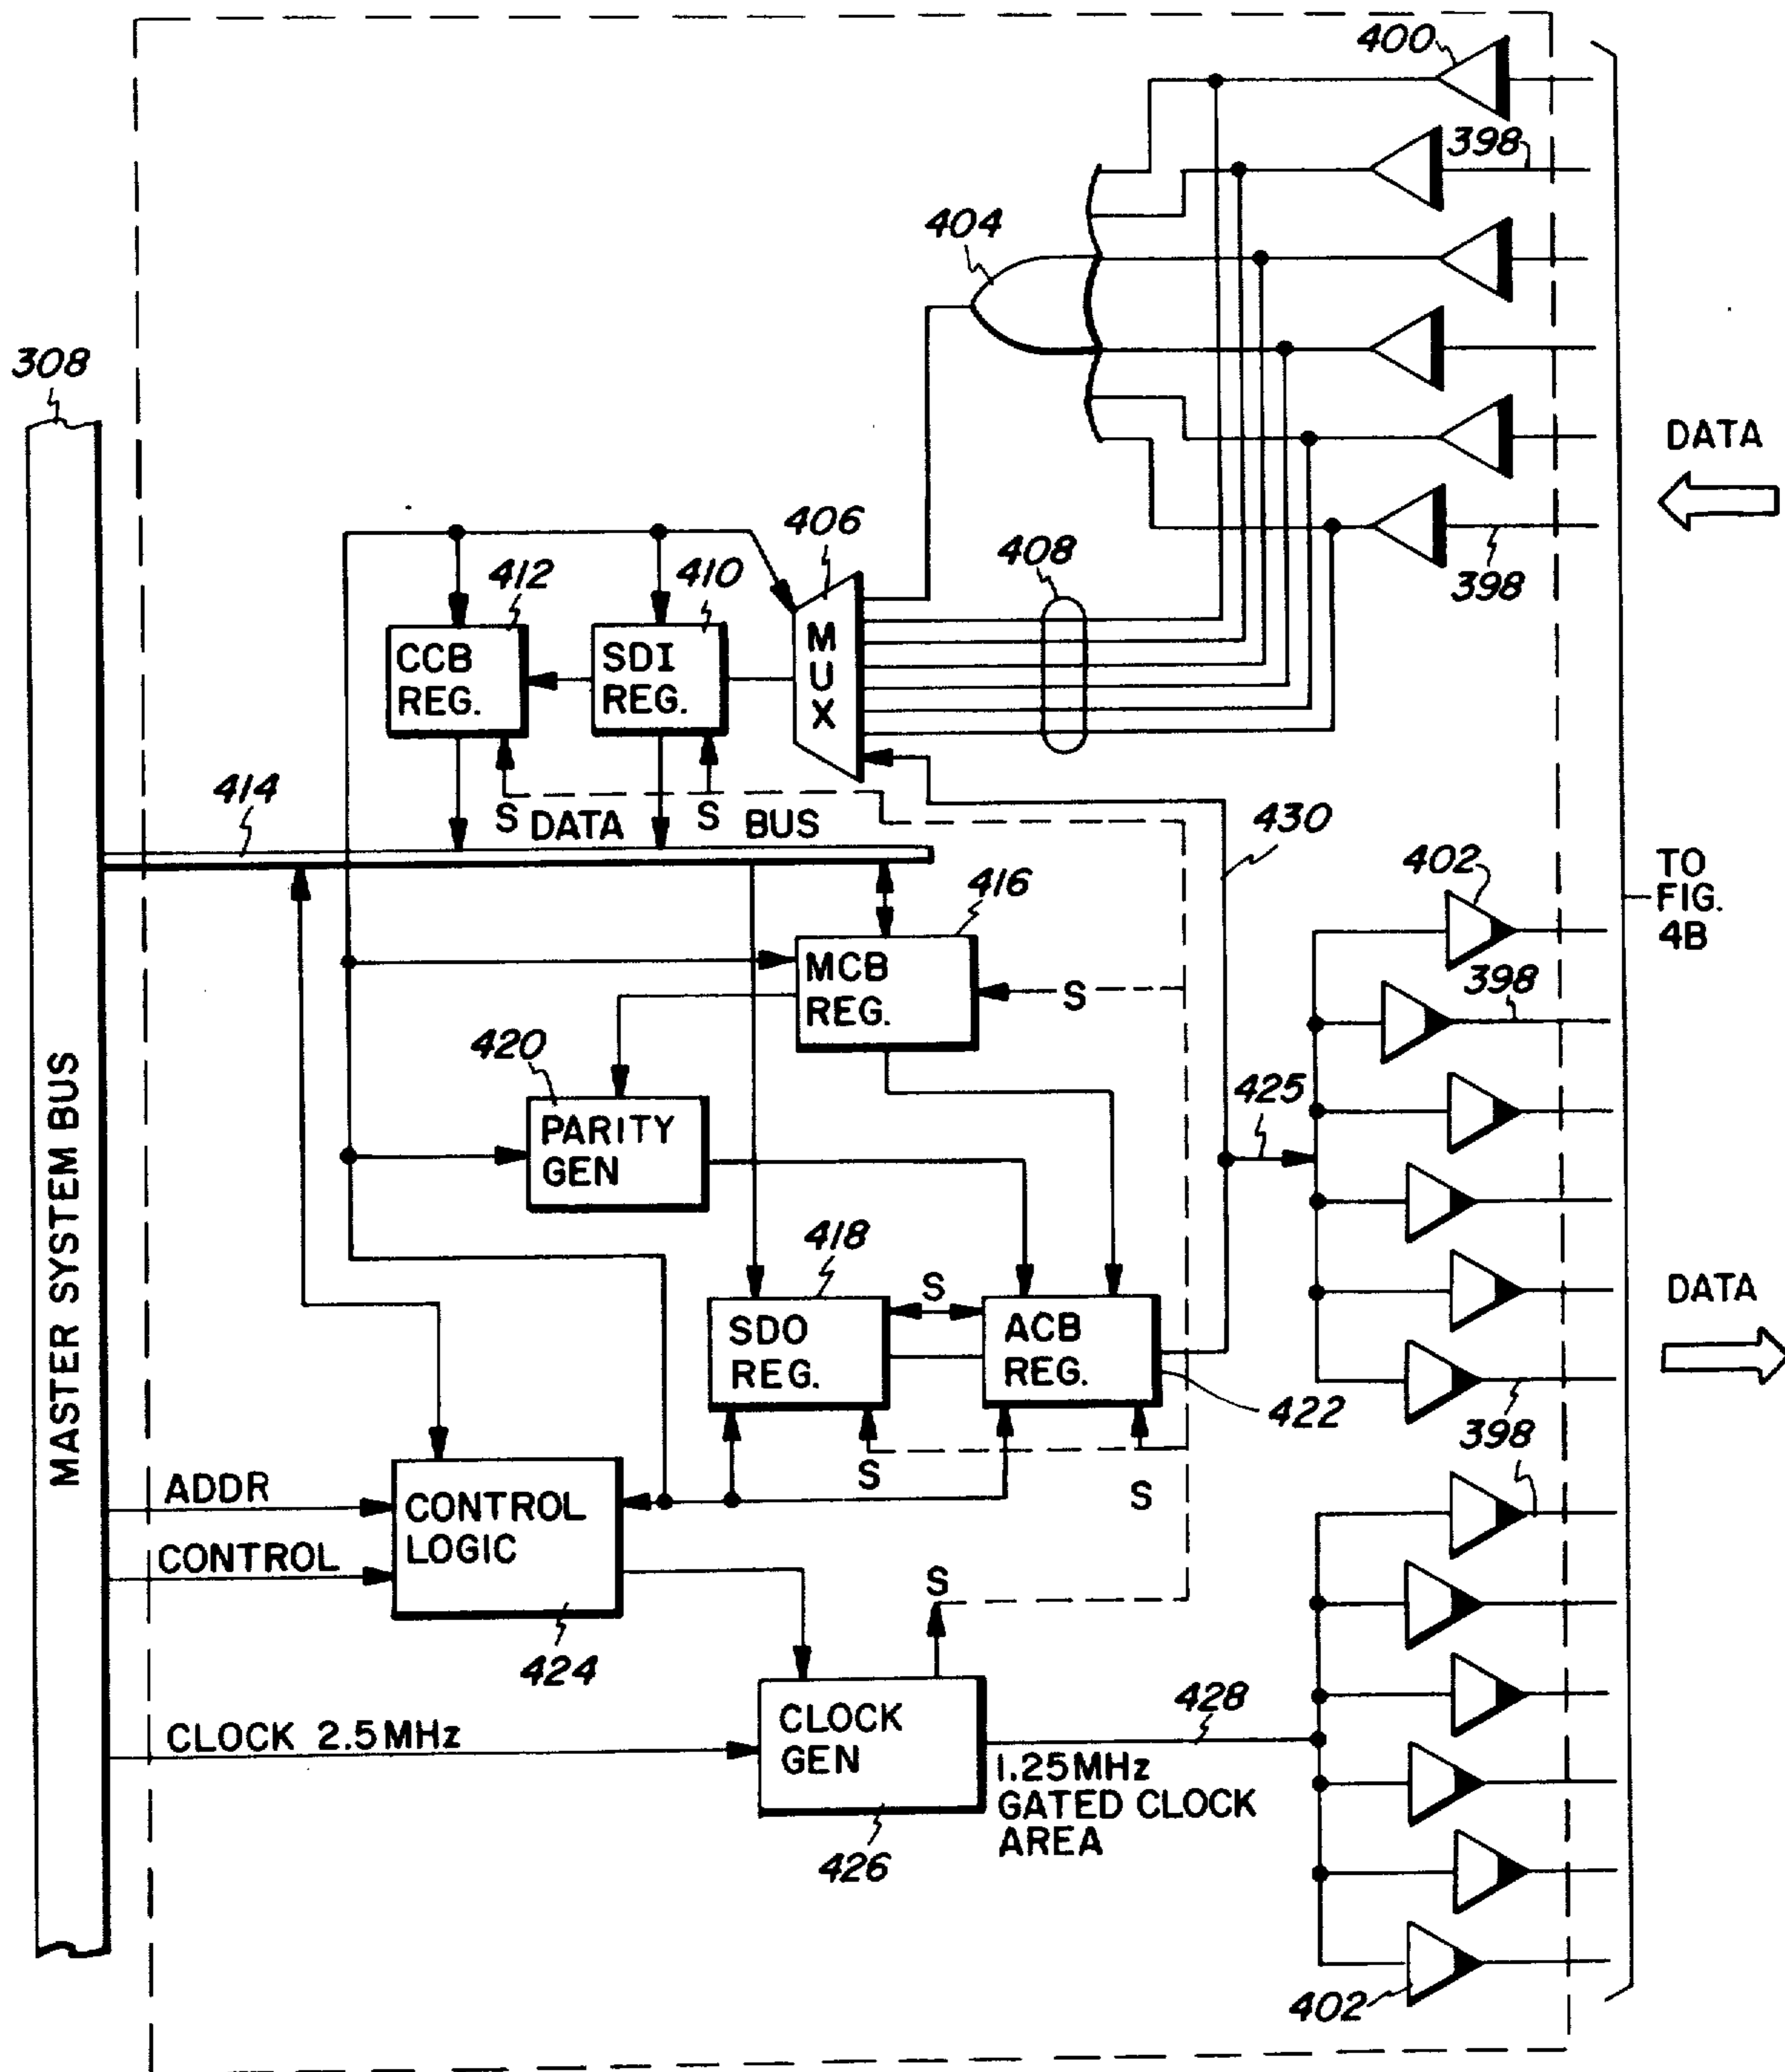 400
398
404
308
DATA
406
412
410
408
398
CCB
REG.
SDI
REG.
MUX
414
S DATA S BUS
430
402
TO
FIG.
4B
416
MCB
REG.
S
398
420
425
PARITY
GEN
MASTER SYSTEM BUS
418
S
DATA
SDO
REG.
ACB
REG.
422
398
S
S
ADDR
CONTROL
LOGIC
CONTROL
S
424
428
CLOCK 2.5MHz
CLOCK
GEN
1.25MHz
GATED CLOCK
AREA
426
402